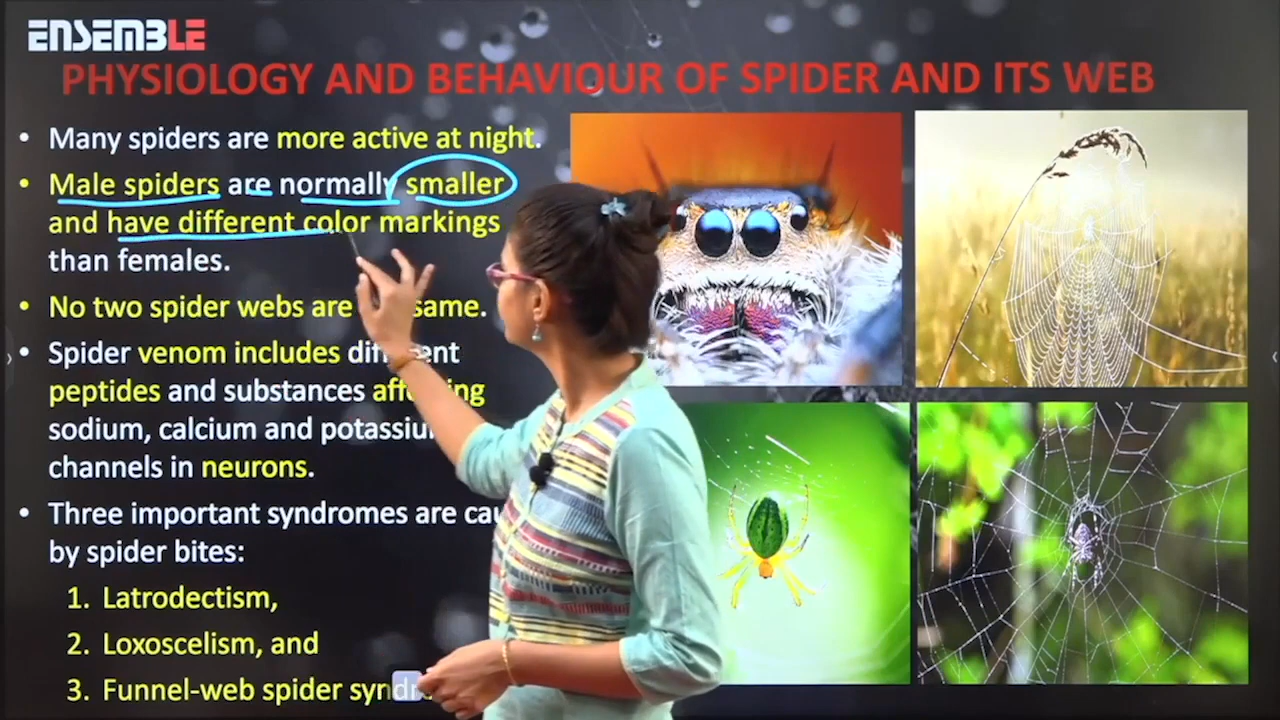 ENSEMBLE
PHYSIOLOGY AND BEHAVIOUR OF SPIDER AND ITS WEB
• Many spiders are more active at night.
• Male spiders are normally smaller
and have different color markings
than females.
• No two spider webs are same.
• Spider venom includes different
peptides and substances affecting
sodium, calcium and potassium
channels in neurons.
• Three important syndromes are
by spider bites:
1. Latrodectism,
2. Loxoscelism, and
3. Funnel-web spider